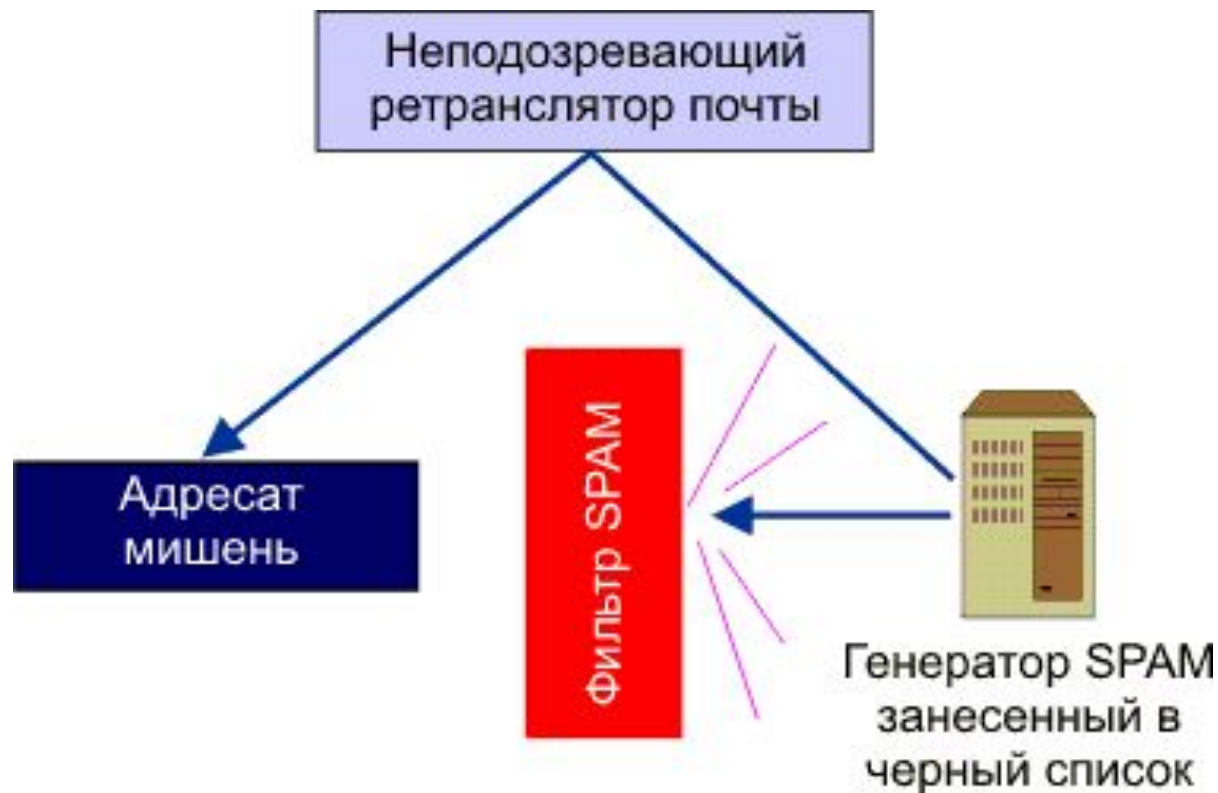 Неподозревающий
ретранслятор почты
Адресат
мишень
Фильтр SPAM
Генератор SPAM
занесенный в
черный список